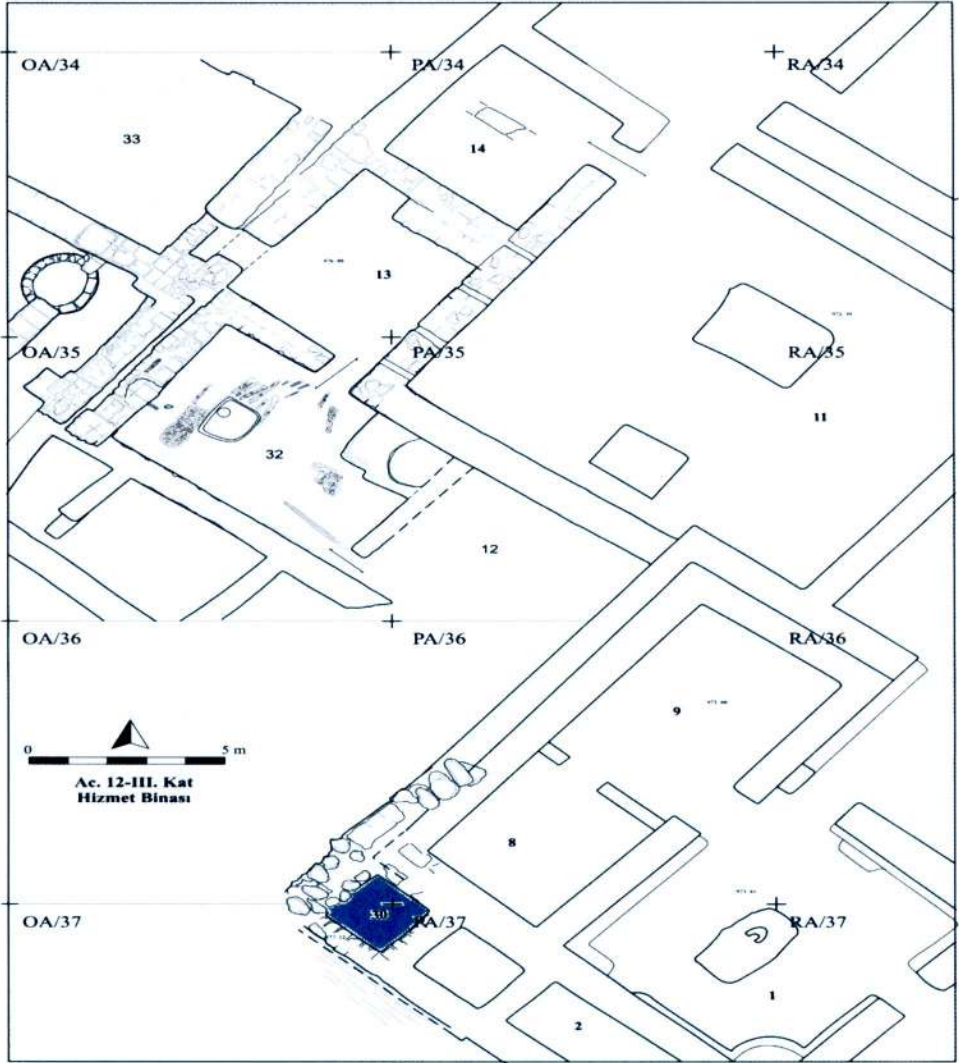 OA/34
PA/34
RA/34
33
14
13
OA/35
PA/35
RA/35
11
32
12
OA/36
PA/36
RA/36
9
0 5 m
Ac. 12-III. Kat
Hizmet Binası
8
OA/37
30
PA/37
RA/37
1
2